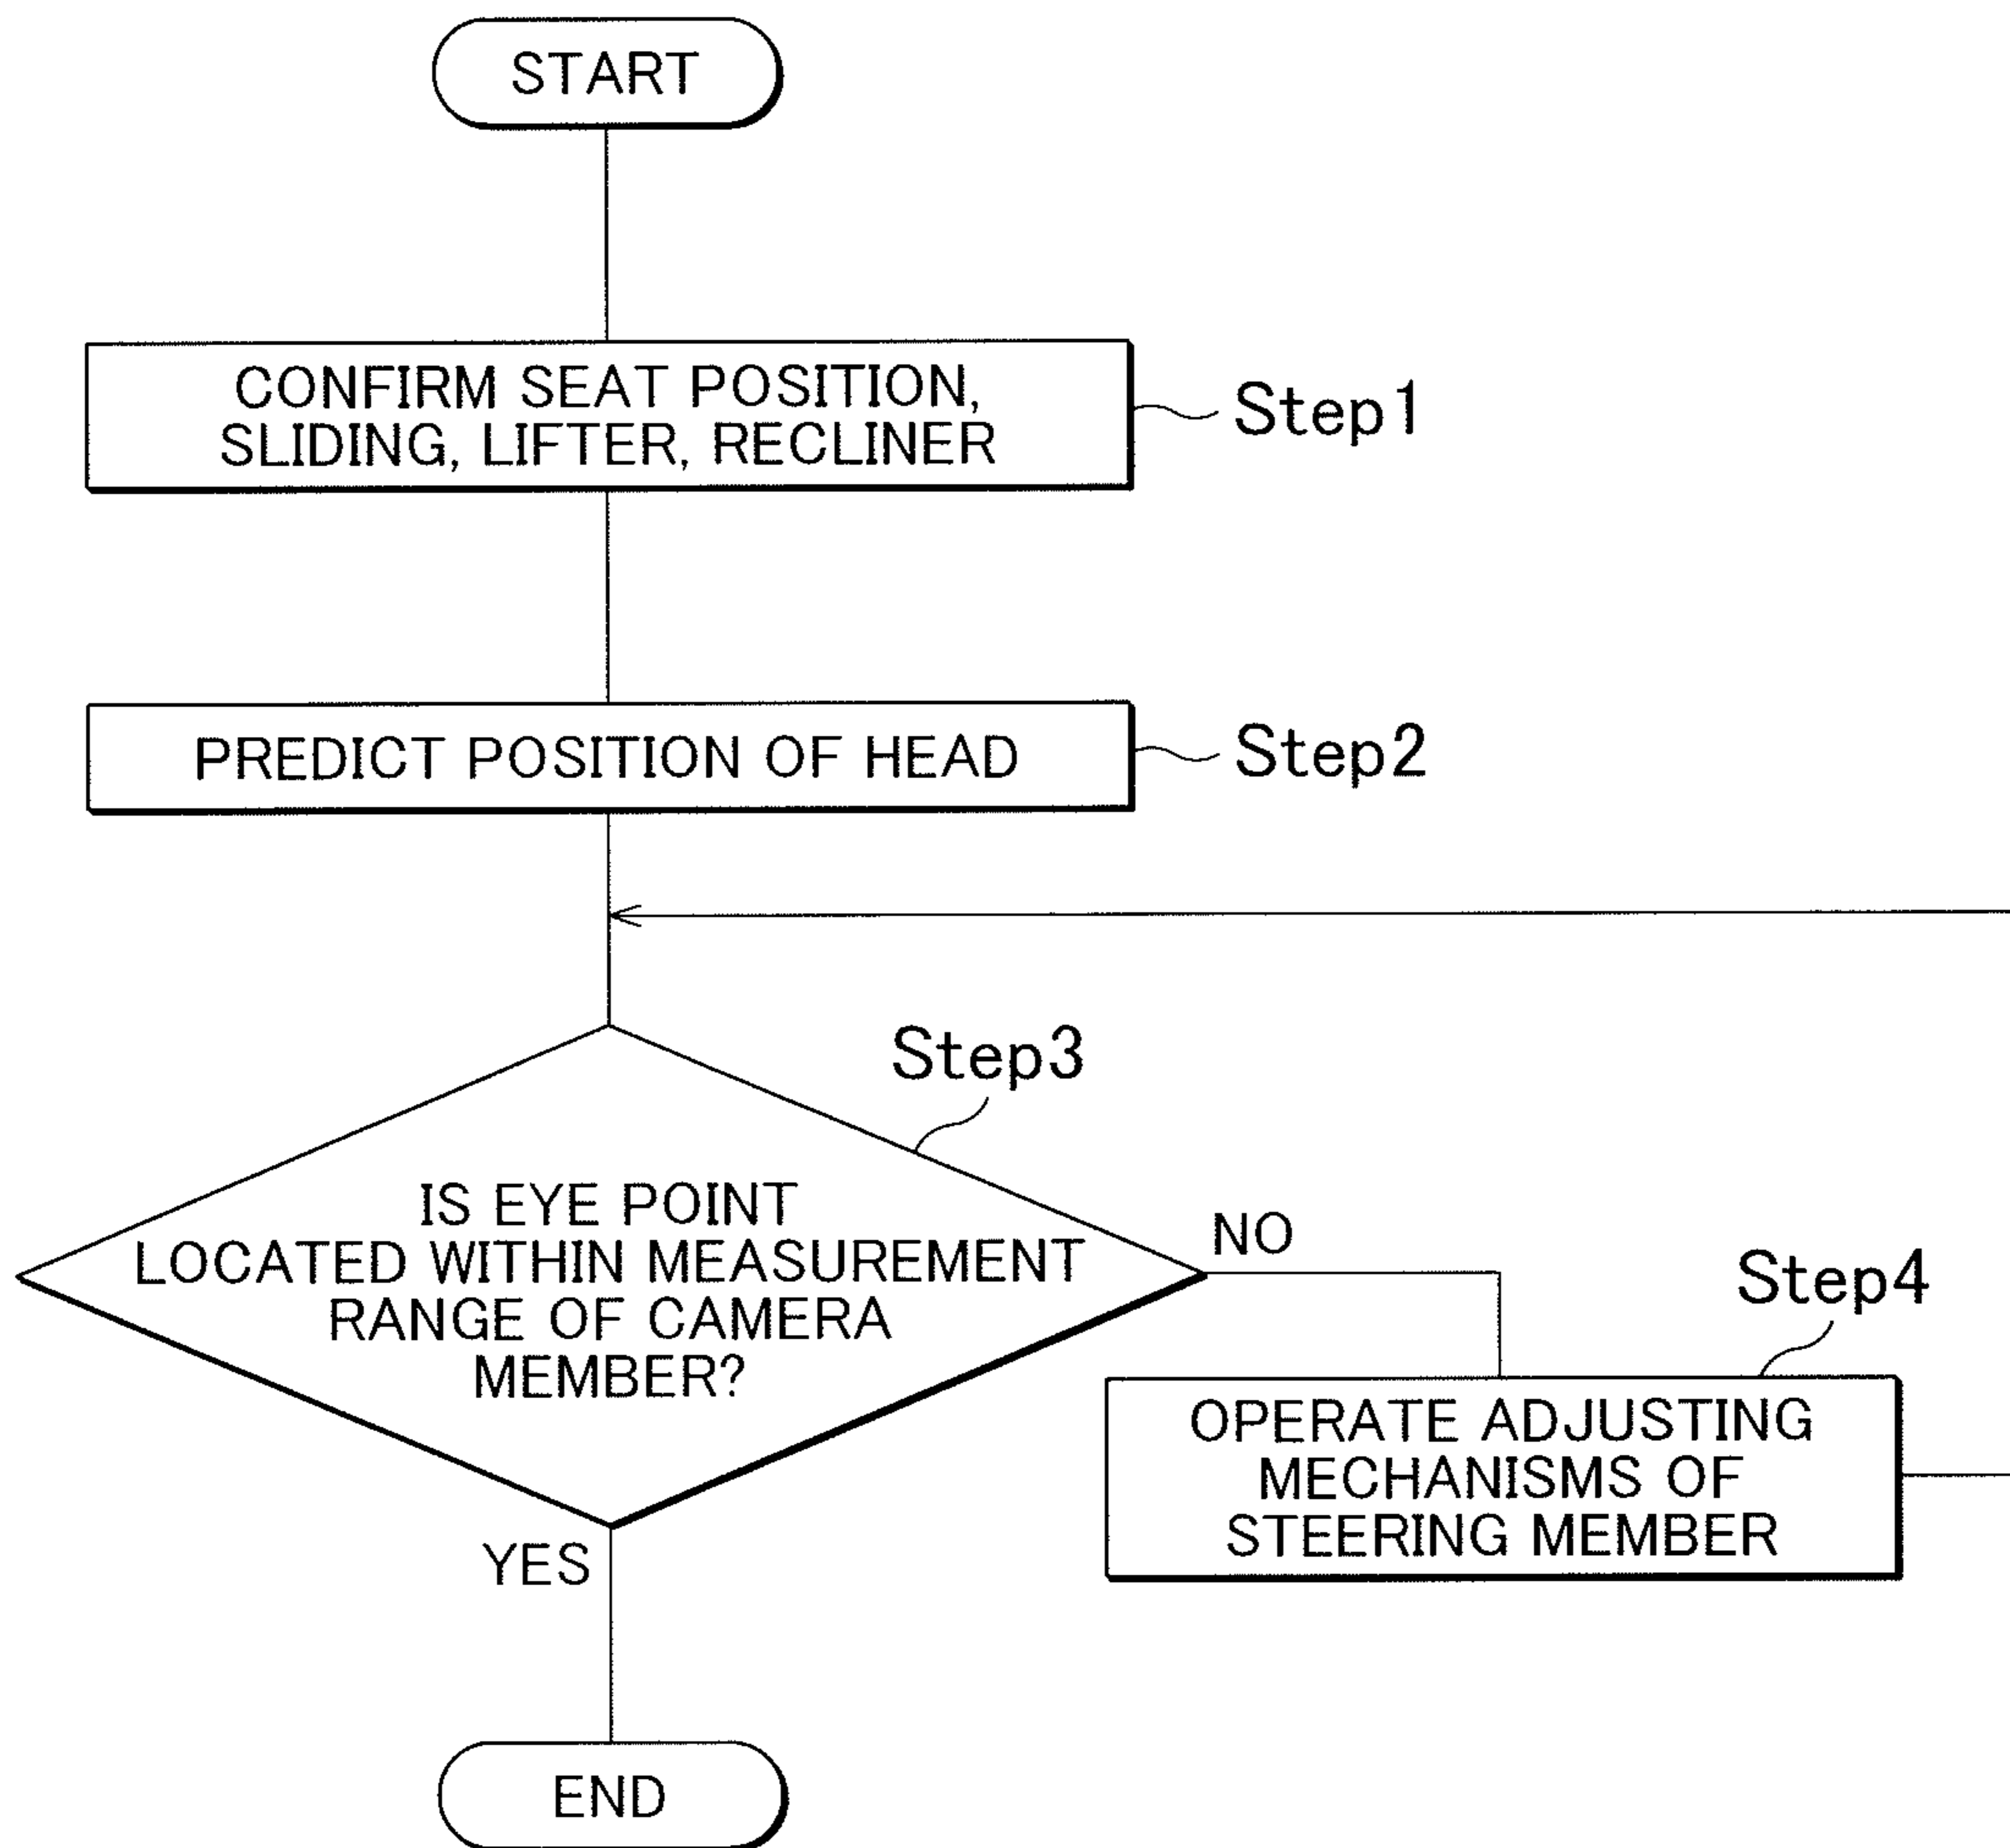 START
CONFIRM SEAT POSITION,
SLIDING, LIFTER, RECLINER
Step1
PREDICT POSITION OF HEAD
Step2
Step3
IS EYE POINT
LOCATED WITHIN MEASUREMENT
RANGE OF CAMERA
MEMBER?
NO
Step4
OPERATE ADJUSTING
MECHANISMS OF
STEERING MEMBER
YES
END